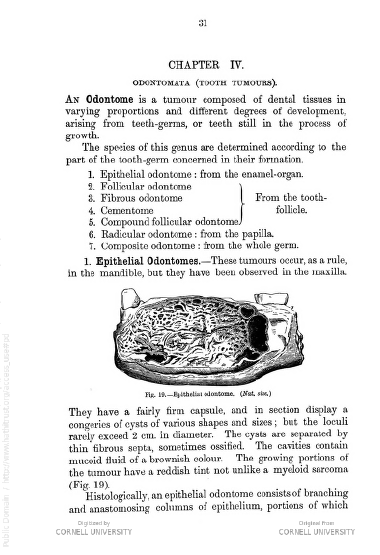 31
CHAPTER IV.
ODONTOMATA (TOOTH TUMOURS).
AN Odontome is a tumour composed of dental tissues in
varying proportions and different degrees of development,
arising from teeth-germs, or teeth still in the process of
growth.
The species of this genus are determined according to the
part of the tooth-germ concerned in their formation.
1. Epithelial odontome : from the enamel-organ.
2. Follicular odontome
3. Fibrous odontome
4. Cementome
5. Compound follicular odontome
From the tooth-
follicle.
6. Radicular odontome : from the papilla.
7. Composite odontome : from the whole germ.
1. Epithelial Odontomes.—These tumours occur, as a rule,
in the mandible, but they have been observed in the maxilla.
Fig. 19.—Epithelial odontome. (Nat. size.)
They have a fairly firm capsule, and in section display a
congeries of cysts of various shapes and sizes ; but the loculi
rarely exceed 2 cm. in diameter. The cysts are separated by
thin fibrous septa, sometimes ossified. The cavities contain
mucoid fluid of a brownish colour. The growing portions of
the tumour have a reddish tint not unlike a myeloid sarcoma
(Fig. 19).
Histologically, an epithelial odontome consists of branching
and anastomosing columns of epithelium, portions of which
Digitized by
CORNELL UNIVERSITY
Original from
CORNELL UNIVERSITY
Public Domain / http://www.hathitrust.org/access_use#pd